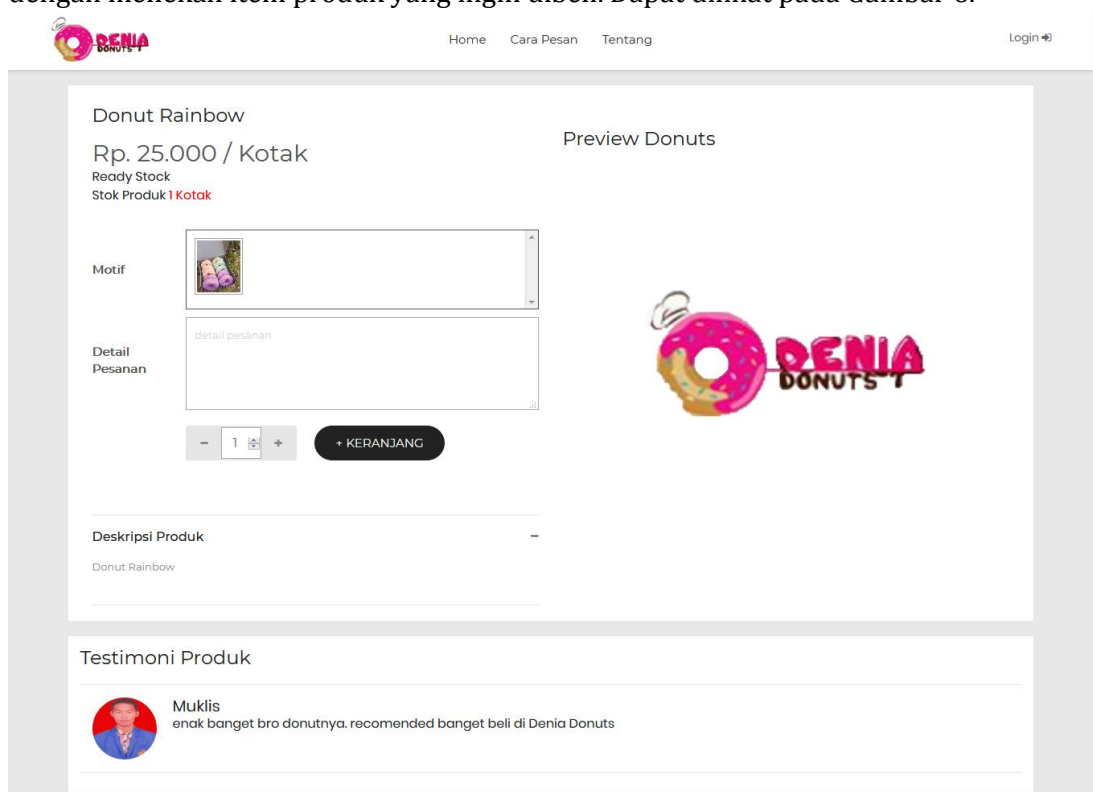 dengan menekan item produk yang ingin dibeli. Dapat dilihat pada Gambar 6.
DENIA
DONUTS
Home Cara Pesan Tentang Login
Donut Rainbow
Rp. 25.000 / Kotak
Ready Stock
Stok Produk 1 Kotak
Motif
Detail
Pesanan
detail pesanan
- 1 + + KERANJANG
Deskripsi Produk -
Donut Rainbow
Preview Donuts
DENIA
DONUTS
Testimoni Produk
Muklis
enak banget bro donutnya. recomended banget beli di Denia Donuts